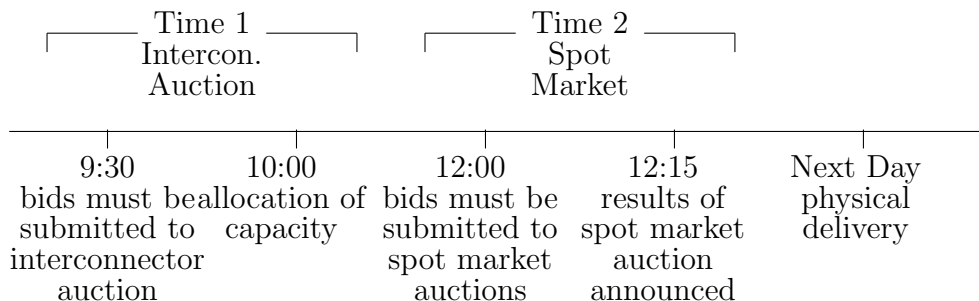 Time 1
Intercon.
Auction
Time 2
Spot
Market
9:30
bids must be
submitted to
interconnector
auction
10:00
allocation of
capacity
12:00
bids must be
submitted to
spot market
auctions
12:15
results of
spot market
auction
announced
Next Day
physical
delivery